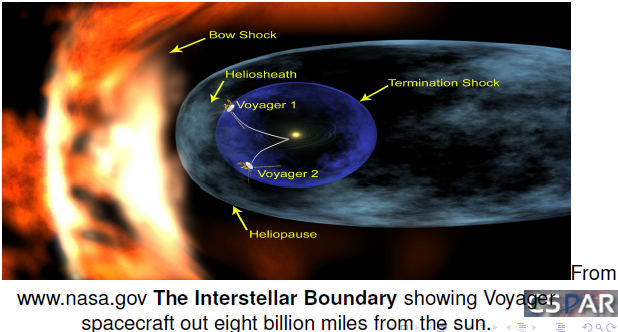 Bow Shock
Heliosheath
Termination Shock
Voyager 1
Voyager 2
Heliopause
From
www.nasa.gov The Interstellar Boundary showing Voyager
spacecraft out eight billion miles from the sun.
CSPAR